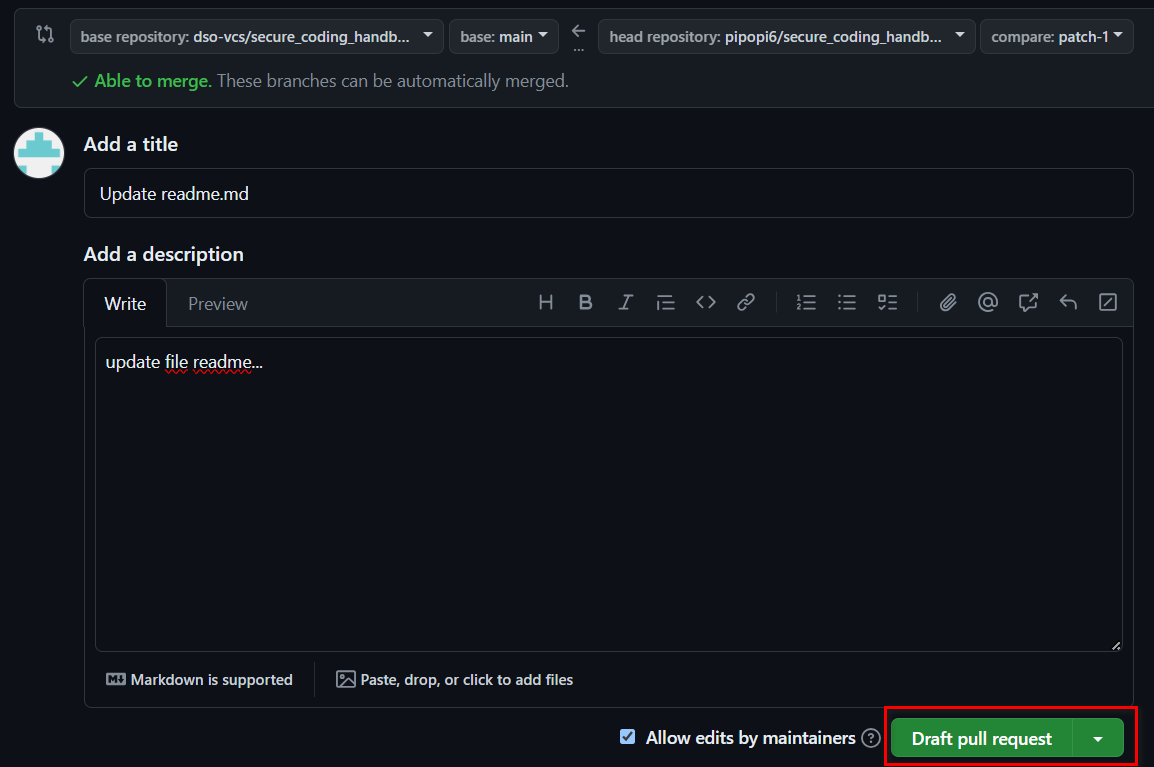 base repository: dso-vcs/secure_coding_handb... base: main ... head repository: pipopi6/secure_coding_handb... compare: patch-1
Able to merge. These branches can be automatically merged.
Add a title
Update readme.md
Add a description
Write Preview
update file readme...
Markdown is supported Paste, drop, or click to add files
Allow edits by maintainers Draft pull request